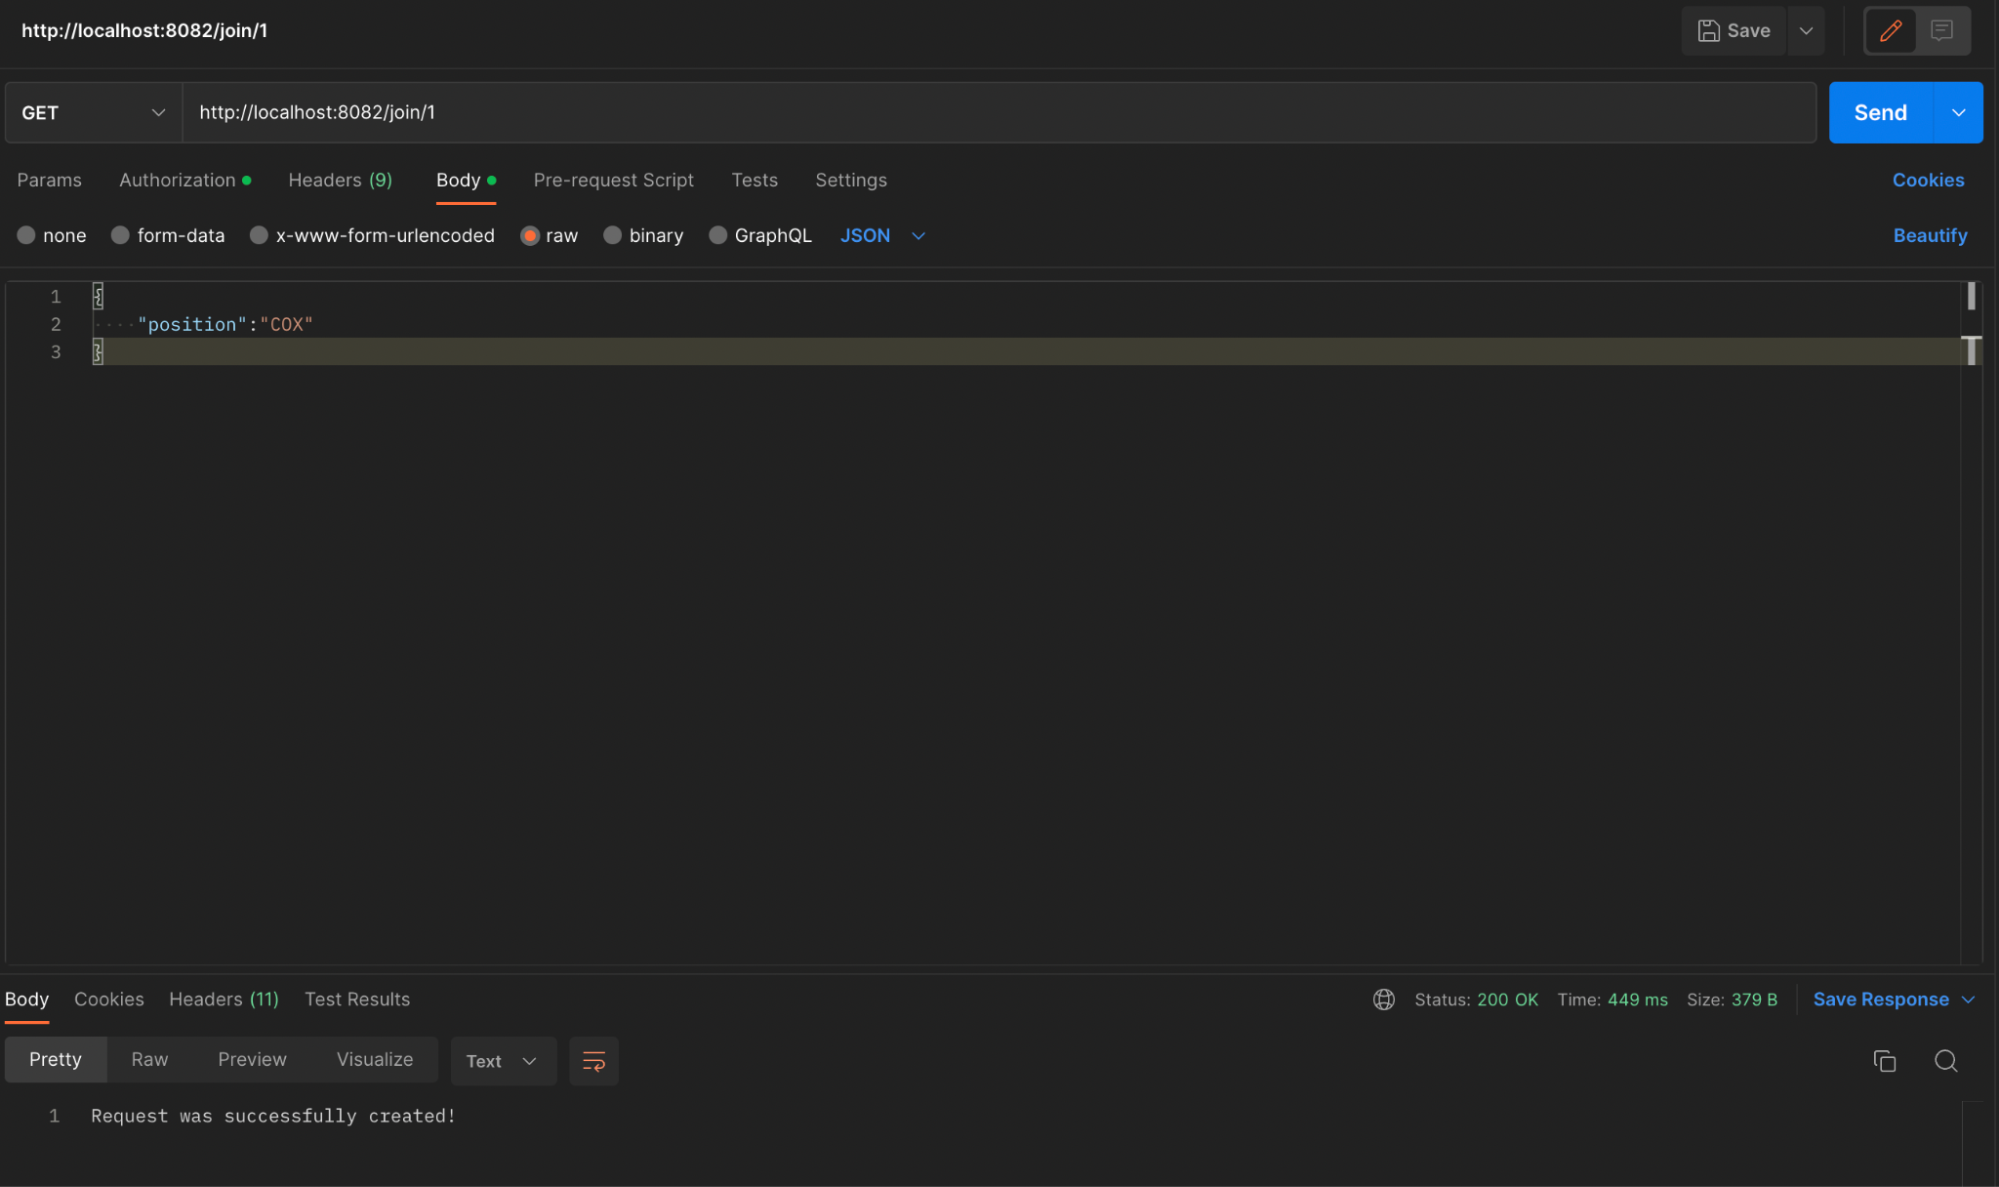 http://localhost:8082/join/1 Save
GET http://localhost:8082/join/1 Send
Params Authorization Headers (9) Body Pre-request Script Tests Settings Cookies
none form-data x-www-form-urlencoded raw binary GraphQL JSON Beautify
1 {
2 ····"position":"COX"
3 }
Body Cookies Headers (11) Test Results Status: 200 OK Time: 449 ms Size: 379 B Save Response
Pretty Raw Preview Visualize Text
1 Request was successfully created!